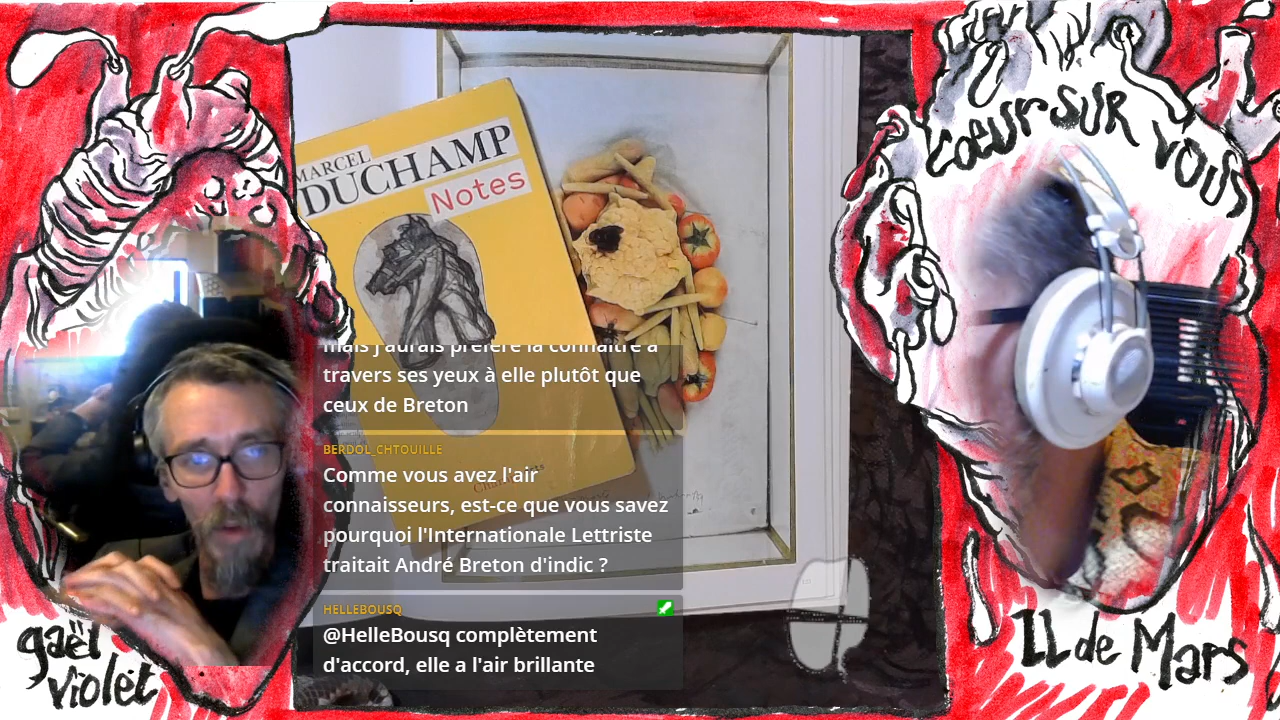 cœur SUR VOUS
MARCEL
DUCHAMP
Notes
mais j'aurais préféré la connaître à
travers ses yeux à elle plutôt que
ceux de Breton
BERDOL_CHTOUILLE
Comme vous avez l'air
connaisseurs, est-ce que vous savez
pourquoi l'Internationale Lettriste
traitait André Breton d'indic ?
HELLEBOUSQ
@HelleBousq complètement
d'accord, elle a l'air brillante
gaël
violet
IL de Mars